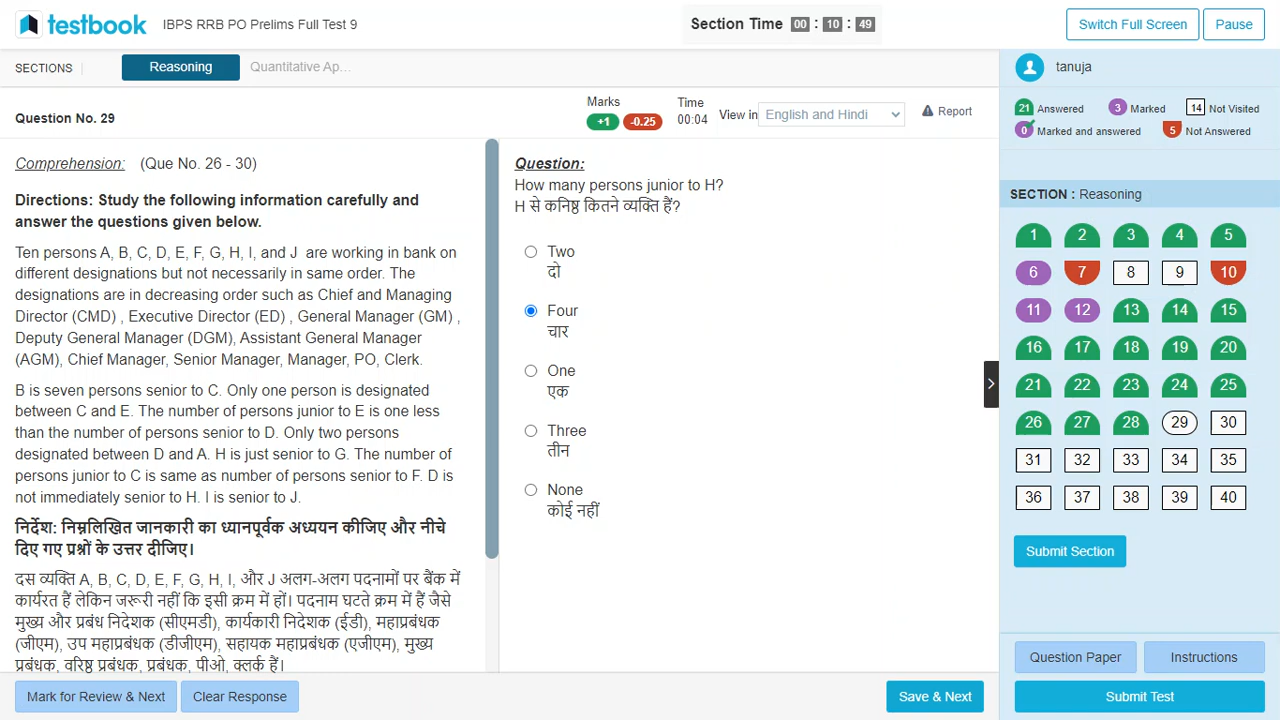 testbook
IBPS RRB PO Prelims Full Test 9
Section Time 00 : 10 : 49
Switch Full Screen
Pause
SECTIONS
Reasoning
Quantitative Ap...
Question No. 29
Marks
+1 -0.25
Time
00:04
View in English and Hindi
Report
Comprehension: (Que No. 26 - 30)
Directions: Study the following information carefully and
answer the questions given below.
Ten persons A, B, C, D, E, F, G, H, I, and J are working in bank on
different designations but not necessarily in same order. The
designations are in decreasing order such as Chief and Managing
Director (CMD) , Executive Director (ED) , General Manager (GM) ,
Deputy General Manager (DGM), Assistant General Manager
(AGM), Chief Manager, Senior Manager, Manager, PO, Clerk.
B is seven persons senior to C. Only one person is designated
between C and E. The number of persons junior to E is one less
than the number of persons senior to D. Only two persons
designated between D and A. H is just senior to G. The number of
persons junior to C is same as number of persons senior to F. D is
not immediately senior to H. I is senior to J.
निर्देश: निम्नलिखित जानकारी का ध्यानपूर्वक अध्ययन कीजिए और नीचे
दिए गए प्रश्नों के उत्तर दीजिए।
दस व्यक्ति A, B, C, D, E, F, G, H, I, और J अलग-अलग पदनामों पर बैंक में
कार्यरत हैं लेकिन जरूरी नहीं कि इसी क्रम में हों। पदनाम घटते क्रम में हैं जैसे
मुख्य और प्रबंध निदेशक (सीएमडी), कार्यकारी निदेशक (ईडी), महाप्रबंधक
(जीएम), उप महाप्रबंधक (डीजीएम), सहायक महाप्रबंधक (एजीएम), मुख्य
प्रबंधक, वरिष्ठ प्रबंधक, प्रबंधक, पीओ, क्लर्क हैं।
Question:
How many persons junior to H?
H से कनिष्ठ कितने व्यक्ति हैं?
Two
दो
Four
चार
One
एक
Three
तीन
None
कोई नहीं
Mark for Review & Next
Clear Response
Save & Next
tanuja
21 Answered
3 Marked
14 Not Visited
0 Marked and answered
5 Not Answered
SECTION : Reasoning
1 2 3 4 5
6 7 8 9 10
11 12 13 14 15
16 17 18 19 20
21 22 23 24 25
26 27 28 29 30
31 32 33 34 35
36 37 38 39 40
Submit Section
Question Paper
Instructions
Submit Test